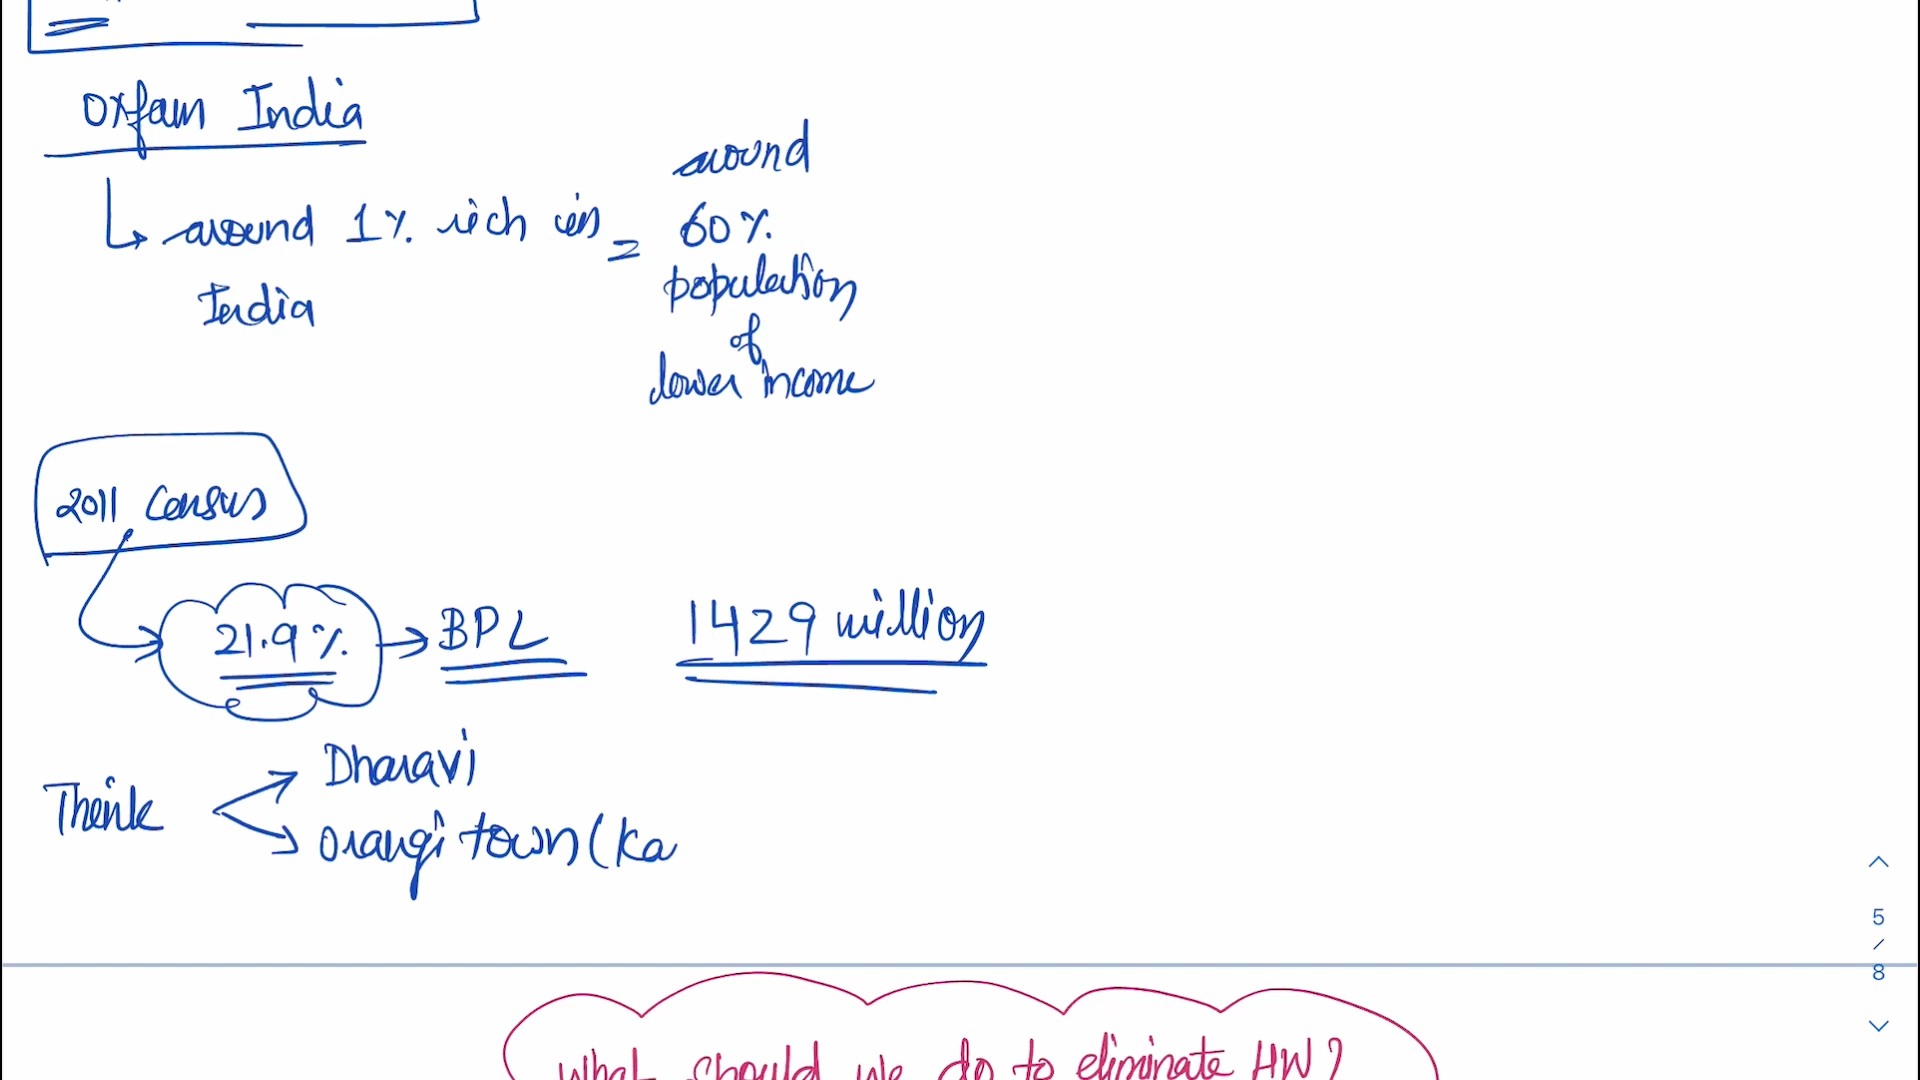 Oxfam India
↳ around 1% rich in = around 60% population of lower income
India
2011 Census
21.9% → BPL 1429 million
Think
Dharavi
Orangi town (Ka
5
/
8
What should we do to eliminate HW?